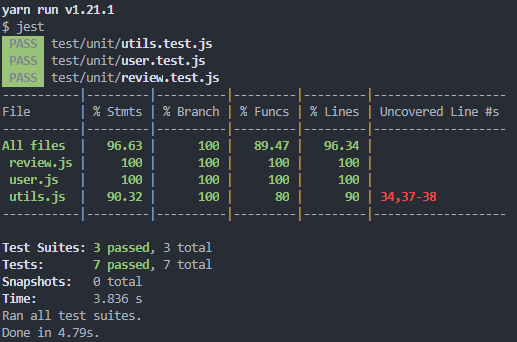 yarn run v1.21.1
$ jest
PASS test/unit/utils.test.js
PASS test/unit/user.test.js
PASS test/unit/review.test.js
-----------|---------|----------|---------|---------|-------------------
File       | % Stmts | % Branch | % Funcs | % Lines | Uncovered Line #s
-----------|---------|----------|---------|---------|-------------------
All files  |   96.63 |      100 |   89.47 |   96.34 |
 review.js |     100 |      100 |     100 |     100 |
 user.js   |     100 |      100 |     100 |     100 |
 utils.js  |   90.32 |      100 |      80 |      90 | 34,37-38
-----------|---------|----------|---------|---------|-------------------
Test Suites: 3 passed, 3 total
Tests:       7 passed, 7 total
Snapshots:   0 total
Time:        3.836 s
Ran all test suites.
Done in 4.79s.